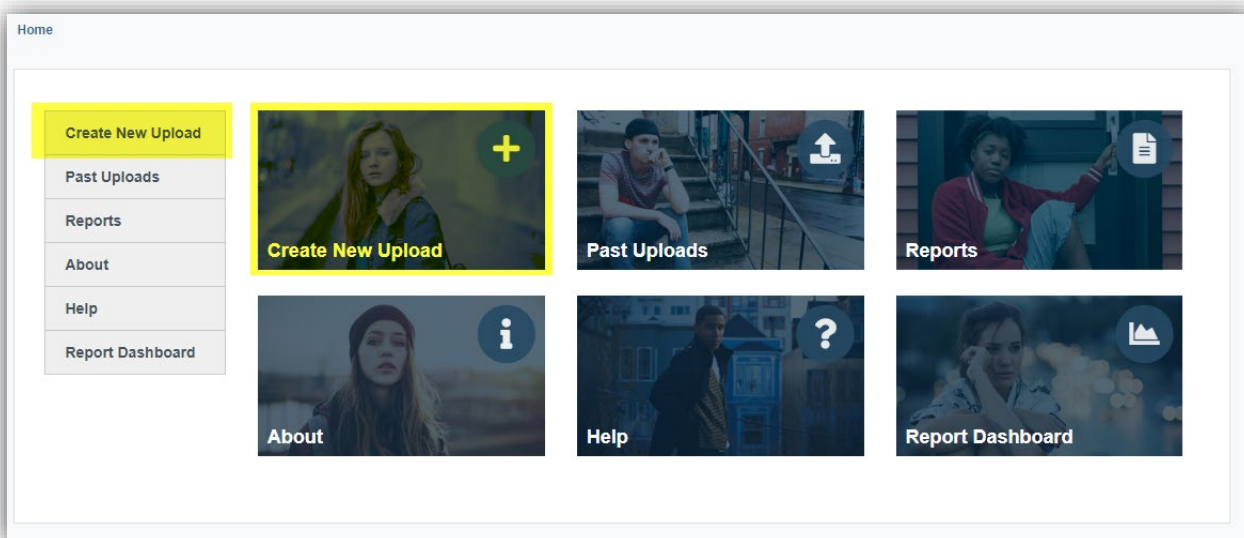 Home
Create New Upload
Past Uploads
Reports
About
Help
Report Dashboard
Create New Upload
Past Uploads
Reports
About
Help
Report Dashboard